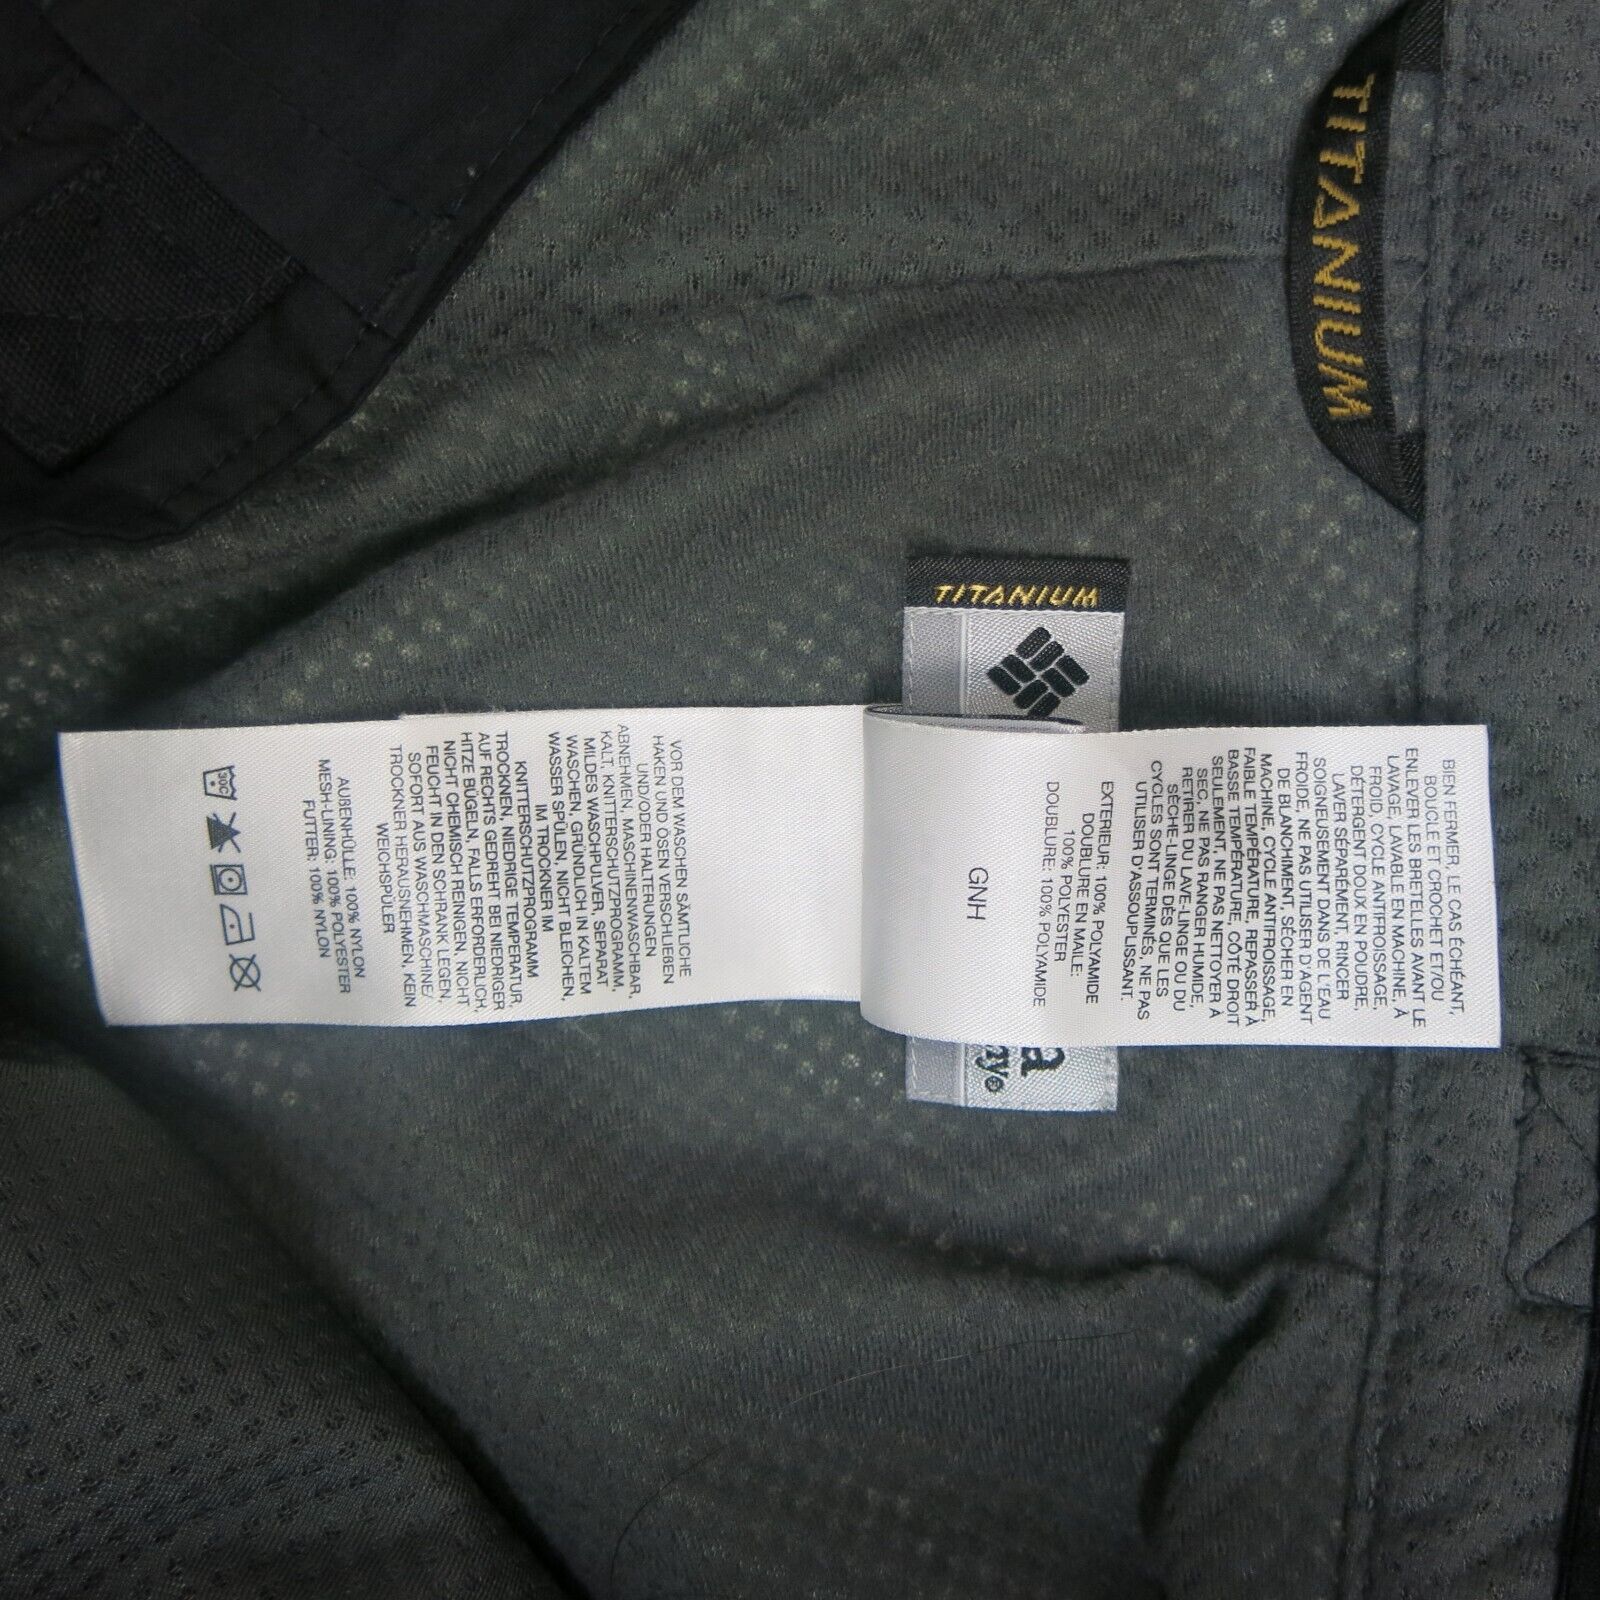 TITANIUM
TITANIUM
BIEN FERMER, LE CAS ÉCHÉANT,
BOUCLE ET CROCHET ET/OU
ENLEVER LES BRETELLES AVANT LE
LAVAGE, LAVABLE EN MACHINE, À
FROID, CYCLE ANTIFROISSAGE,
DÉTERGENT DOUX EN POUDRE,
LAVER SÉPARÉMENT, RINCER
SOIGNEUSEMENT DANS DE L'EAU
FROIDE, NE PAS UTILISER D'AGENT
DE BLANCHIMENT, SÉCHER EN
MACHINE, CYCLE ANTIFROISSAGE,
FAIBLE TEMPÉRATURE, REPASSER À
BASSE TEMPÉRATURE, CÔTÉ DROIT
SEULEMENT, NE PAS NETTOYER À
SEC, NE PAS RANGER HUMIDE,
RETIRER DU LAVE-LINGE OU DU
SÈCHE-LINGE DÈS QUE LES
CYCLES SONT TERMINÉS, NE PAS
UTILISER D'ASSOUPLISSANT.
EXTERIEUR: 100% POLYAMIDE
DOUBLURE EN MAILE:
100% POLYESTER
DOUBLURE: 100% POLYAMIDE
GNH
VOR DEM WASCHEN SÄMTLICHE
HAKEN UND ÖSEN VERSCHLIEßEN
UND/ODER HALTERUNGEN
ABNEHMEN, MASCHINENWASCHBAR,
KALT, KNITTERSCHUTZPROGRAMM,
MILDES WASCHPULVER, SEPARAT
WASCHEN, GRÜNDLICH IN KALTEM
WASSER SPÜLEN, NICHT BLEICHEN,
IM TROCKNER IM
KNITTERSCHUTZPROGRAMM
TROCKNEN, NIEDRIGE TEMPERATUR,
AUF RECHTS GEDREHT BEI NIEDRIGER
HITZE BÜGELN, FALLS ERFORDERLICH,
NICHT CHEMISCH REINIGEN, NICHT
FEUCHT IN DEN SCHRANK LEGEN,
SOFORT AUS WASCHMASCHINE/
TROCKNER HERAUSNEHMEN, KEIN
WEICHSPÜLER
AUßENHÜLLE: 100% NYLON
MESH-LINING: 100% POLYESTER
FUTTER: 100% NYLON
30C